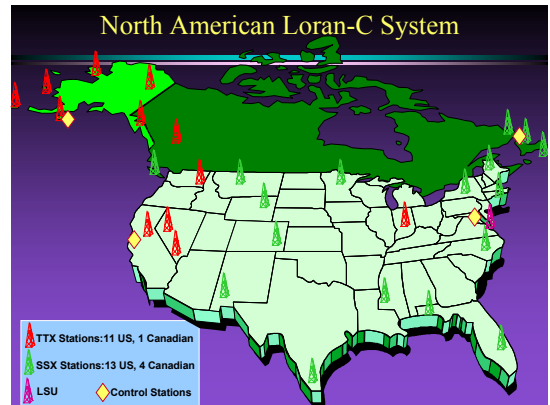 North American Loran-C System
TTX Stations:11 US, 1 Canadian
SSX Stations:13 US, 4 Canadian
LSU Control Stations